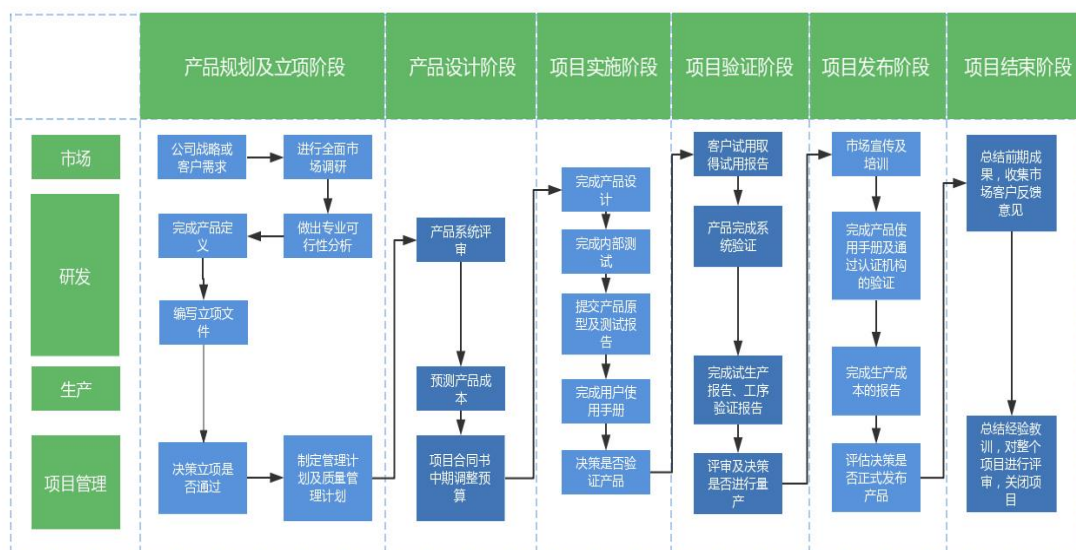 产品规划及立项阶段
产品设计阶段
项目实施阶段
项目验证阶段
项目发布阶段
项目结束阶段
市场
研发
生产
项目管理
公司战略或
客户需求
进行全面市
场调研
完成产品定
义
做出专业可
行性分析
编写立项文
件
决策立项是
否通过
制定管理计
划及质量管
理计划
产品系统评
审
预测产品成
本
项目合同书
中期调整预
算
完成产品设
计
完成内部测
试
提交产品原
型及测试报
告
完成用户使
用手册
决策是否验
证产品
客户试用取
得试用报告
产品完成系
统验证
完成试生产
报告、工序
验证报告
评审及决策
是否进行量
产
市场宣传及
培训
完成产品使
用手册及通
过认证机构
的验证
完成生产成
本的报告
评估决策是
否正式发布
产品
总结前期成
果，收集市
场客户反馈
意见
总结经验教
训，对整个
项目进行评
审，关闭项
目